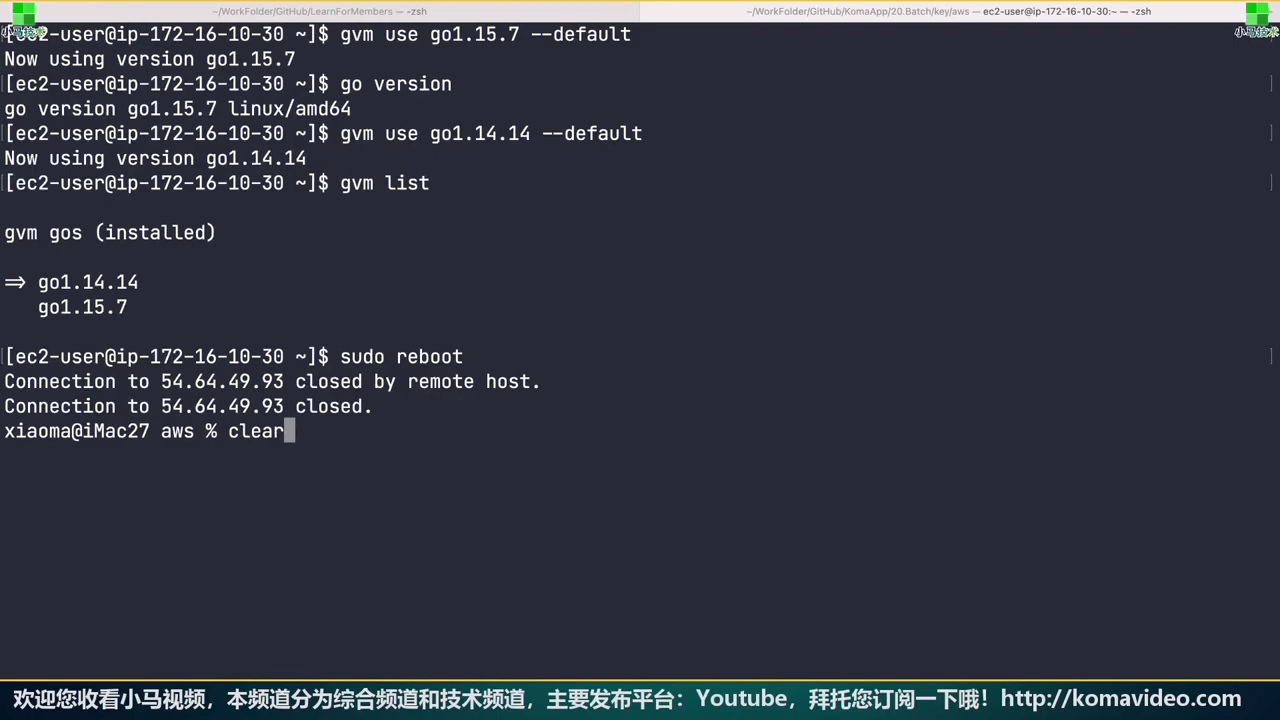 ~/WorkFolder/GitHub/LearnForMembers — -zsh
~/WorkFolder/GitHub/KomaApp/20.Batch/key/aws — ec2-user@ip-172-16-10-30:~ — -zsh
小马技术
小马技术
[ec2-user@ip-172-16-10-30 ~]$ gvm use go1.15.7 --default
Now using version go1.15.7
[ec2-user@ip-172-16-10-30 ~]$ go version
go version go1.15.7 linux/amd64
[ec2-user@ip-172-16-10-30 ~]$ gvm use go1.14.14 --default
Now using version go1.14.14
[ec2-user@ip-172-16-10-30 ~]$ gvm list
gvm gos (installed)
=> go1.14.14
go1.15.7
[ec2-user@ip-172-16-10-30 ~]$ sudo reboot
Connection to 54.64.49.93 closed by remote host.
Connection to 54.64.49.93 closed.
xiaoma@iMac27 aws % clear
欢迎您收看小马视频，本频道分为综合频道和技术频道，主要发布平台：Youtube，拜托您订阅一下哦！http://komavideo.com